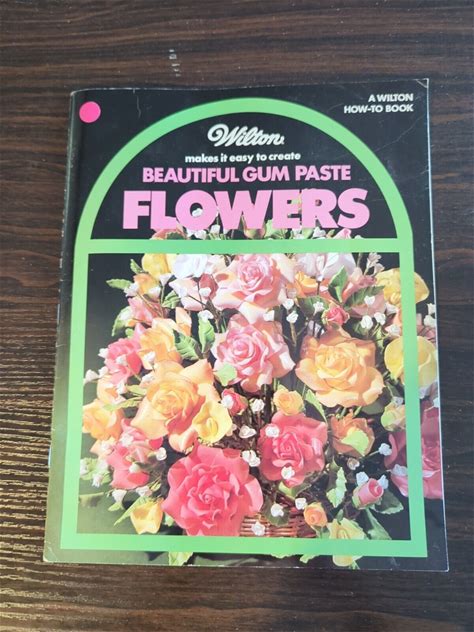 A WILTON
HOW-TO BOOK
Wilton
makes it easy to create
BEAUTIFUL GUM PASTE
FLOWERS